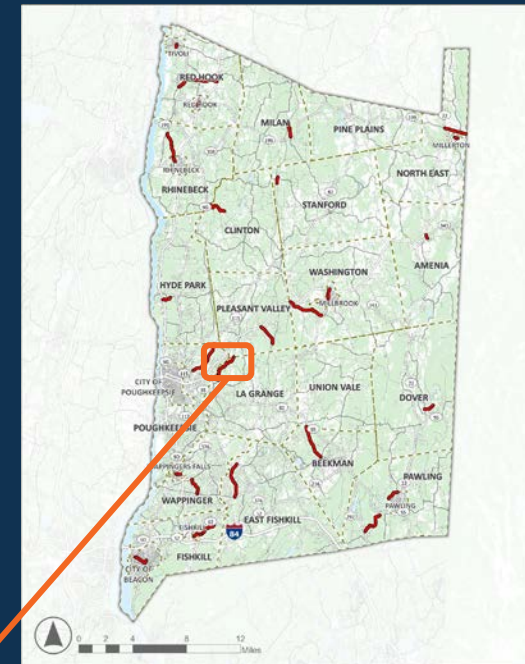 TIVOLI
RED HOOK
RED HOOK
MILAN
PINE PLAINS
MILLERTON
NORTH EAST
RHINEBECK
RHINEBECK
STANFORD
CLINTON
AMENIA
WASHINGTON
HYDE PARK
MILLBROOK
PLEASANT VALLEY
CITY OF
POUGHKEEPSIE
UNION VALE
LA GRANGE
DOVER
POUGHKEEPSIE
BEEKMAN
WAPPINGERS FALLS
PAWLING
PAWLING
WAPPINGER
EAST FISHKILL
FISHKILL
84
FISHKILL
CITY OF
BEACON
0 2 4 8 12
Miles